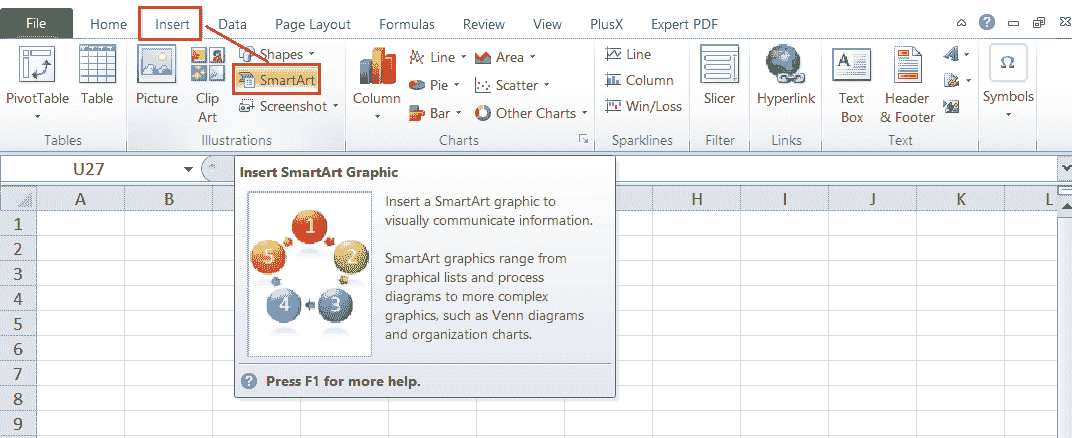 File Home Insert Data Page Layout Formulas Review View PlusX Expert PDF
PivotTable
Table
Picture
Clip
Art
Shapes
SmartArt
Screenshot
Column
Line
Pie
Bar
Area
Scatter
Other Charts
Line
Column
Win/Loss
Slicer
Hyperlink
Text
Box
Header
& Footer
Ω
Symbols
Tables Illustrations Charts Sparklines Filter Links Text
U27
Insert SmartArt Graphic
1
2
3
4
5
Insert a SmartArt graphic to
visually communicate information.
SmartArt graphics range from
graphical lists and process
diagrams to more complex
graphics, such as Venn diagrams
and organization charts.
? Press F1 for more help.
A B H I J K L
1
2
3
4
5
6
7
8
9